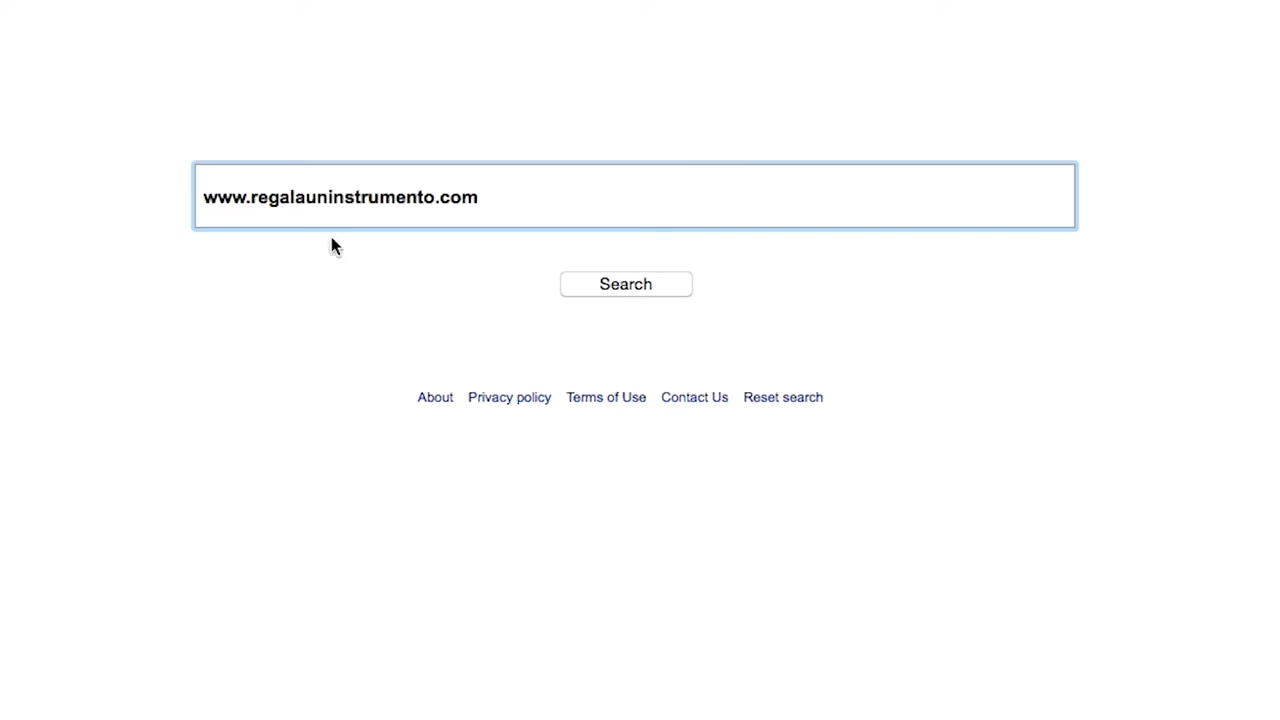 www.regalauninstrumento.com
Search
About Privacy policy Terms of Use Contact Us Reset search